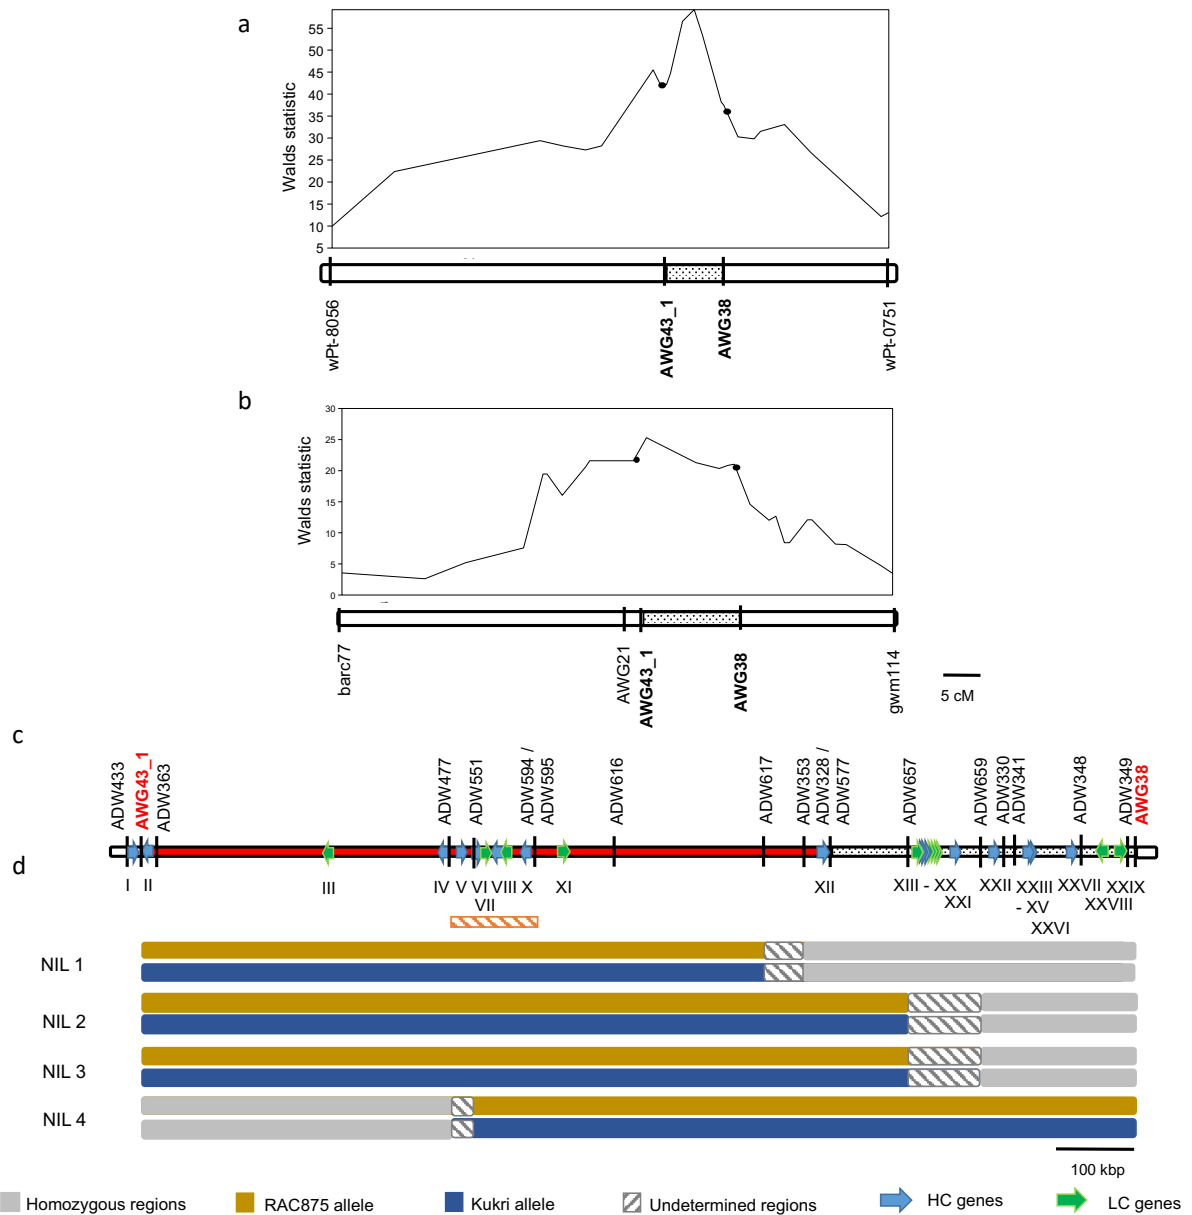 a
Walds statistic
55
50
45
40
35
30
25
20
15
10
5
wPt-8056
AWG43_1
AWG38
wPt-0751
b
Walds statistic
30
25
20
15
10
5
0
barc77
AWG21
AWG43_1
AWG38
gwm114
5 cM
c
ADW433
AWG43_1
ADW363
ADW477
ADW551
ADW594 /
ADW595
ADW616
ADW617
ADW353
ADW328 /
ADW577
ADW657
ADW659
ADW330
ADW341
ADW348
ADW349
AWG38
d
I II III IV V VI VIII X XI XII XIII - XX XXII XXIII XXVII XXIX
VII XXI - XV XXVIII
XXVI
NIL 1
NIL 2
NIL 3
NIL 4
100 kbp
Homozygous regions RAC875 allele Kukri allele Undetermined regions HC genes LC genes